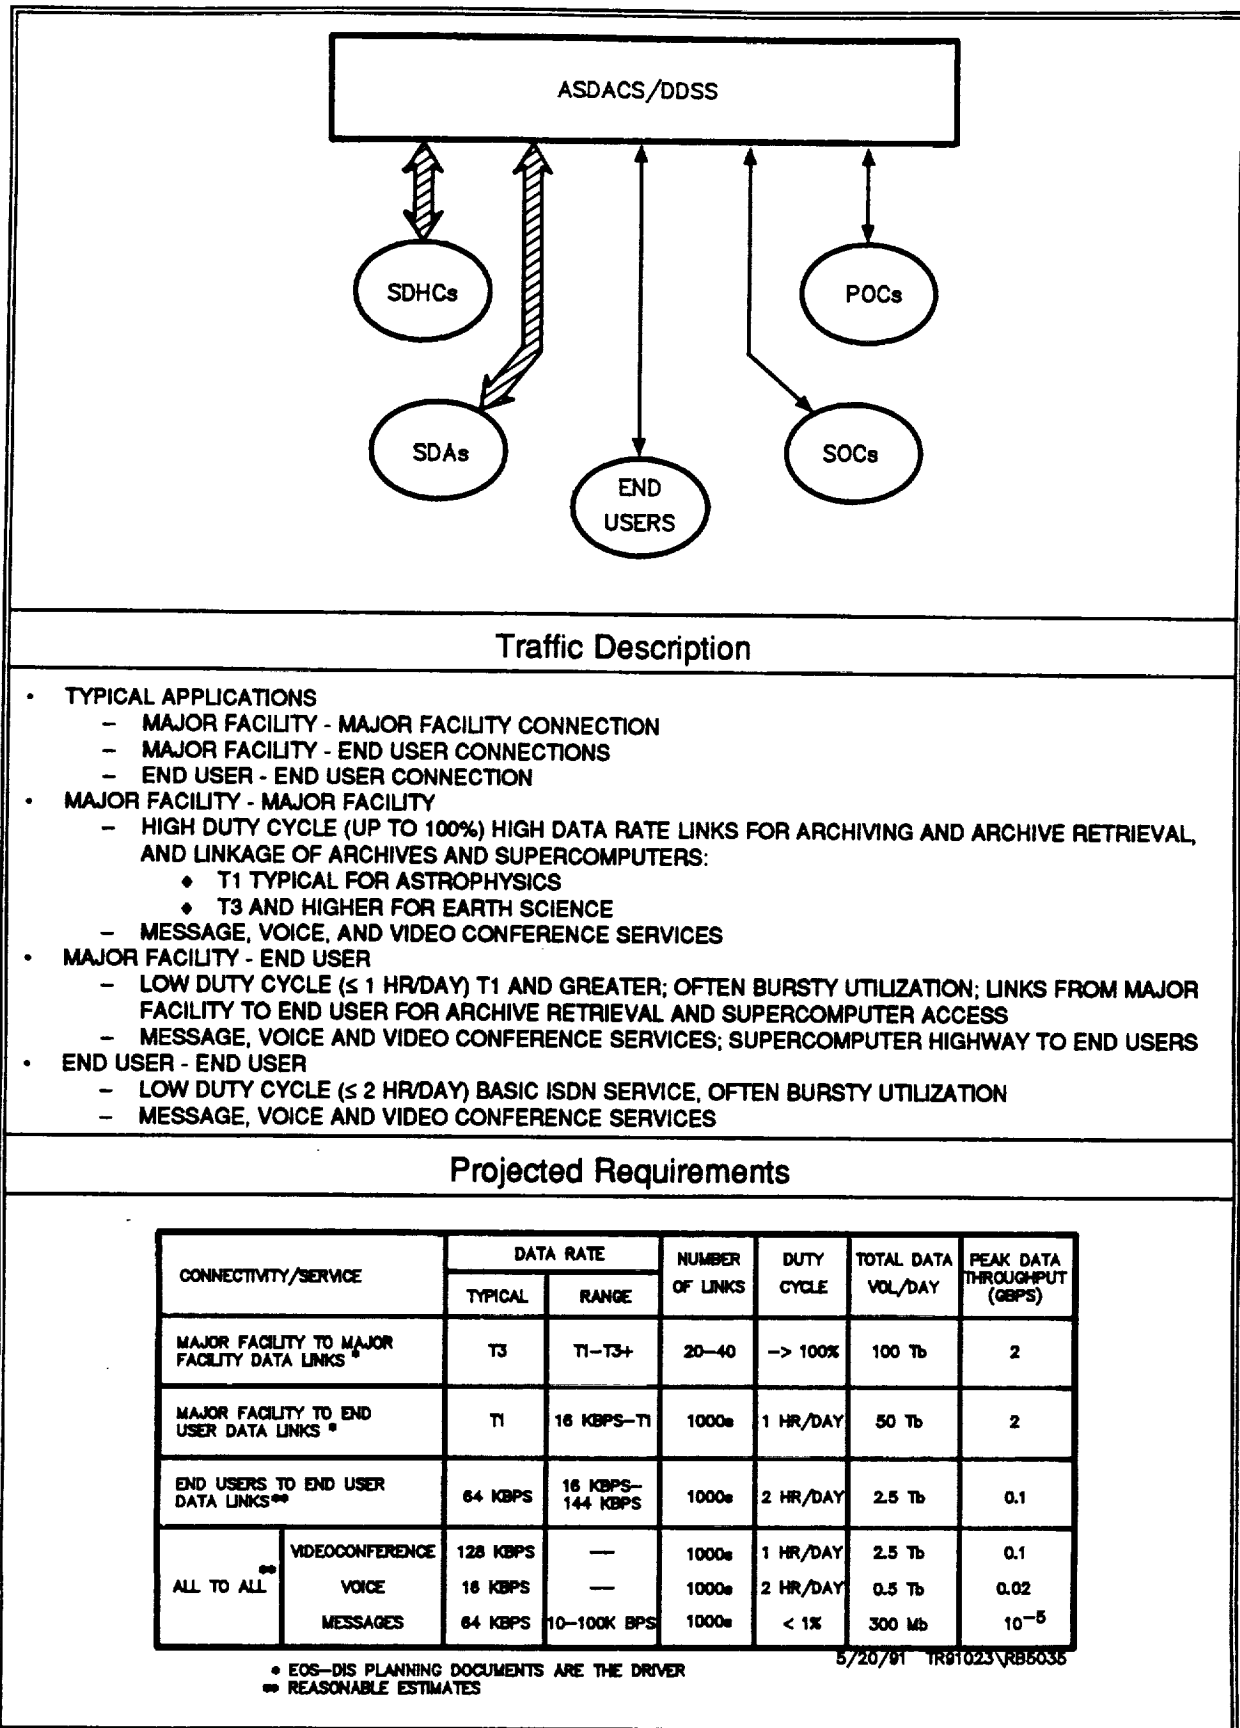 ASDACS/DDSS
SDHCs
POCs
SDAs
SOCs
END
USERS
Traffic Description
• TYPICAL APPLICATIONS
– MAJOR FACILITY - MAJOR FACILITY CONNECTION
– MAJOR FACILITY - END USER CONNECTIONS
– END USER - END USER CONNECTION
• MAJOR FACILITY - MAJOR FACILITY
– HIGH DUTY CYCLE (UP TO 100%) HIGH DATA RATE LINKS FOR ARCHIVING AND ARCHIVE RETRIEVAL,
AND LINKAGE OF ARCHIVES AND SUPERCOMPUTERS:
♦ T1 TYPICAL FOR ASTROPHYSICS
♦ T3 AND HIGHER FOR EARTH SCIENCE
– MESSAGE, VOICE, AND VIDEO CONFERENCE SERVICES
• MAJOR FACILITY - END USER
– LOW DUTY CYCLE (≤ 1 HR/DAY) T1 AND GREATER; OFTEN BURSTY UTILIZATION; LINKS FROM MAJOR
FACILITY TO END USER FOR ARCHIVE RETRIEVAL AND SUPERCOMPUTER ACCESS
– MESSAGE, VOICE AND VIDEO CONFERENCE SERVICES; SUPERCOMPUTER HIGHWAY TO END USERS
• END USER - END USER
– LOW DUTY CYCLE (≤ 2 HR/DAY) BASIC ISDN SERVICE, OFTEN BURSTY UTILIZATION
– MESSAGE, VOICE AND VIDEO CONFERENCE SERVICES
Projected Requirements
CONNECTIVITY/SERVICE
DATA RATE
TYPICAL RANGE
NUMBER
OF LINKS
DUTY
CYCLE
TOTAL DATA
VOL/DAY
PEAK DATA
THROUGHPUT
(GBPS)
MAJOR FACILITY TO MAJOR
FACILITY DATA LINKS *
T3 T1-T3+ 20-40 -> 100% 100 Tb 2
MAJOR FACILITY TO END
USER DATA LINKS *
T1 16 KBPS-T1 1000s 1 HR/DAY 50 Tb 2
END USERS TO END USER
DATA LINKS**
64 KBPS 16 KBPS-
144 KBPS
1000s 2 HR/DAY 2.5 Tb 0.1
ALL TO ALL **
VIDEOCONFERENCE 128 KBPS — 1000s 1 HR/DAY 2.5 Tb 0.1
VOICE 16 KBPS — 1000s 2 HR/DAY 0.5 Tb 0.02
MESSAGES 64 KBPS 10-100K BPS 1000s < 1% 300 Mb 10⁻⁵
5/20/91 TR91023\RB5035
* EOS-DIS PLANNING DOCUMENTS ARE THE DRIVER
** REASONABLE ESTIMATES